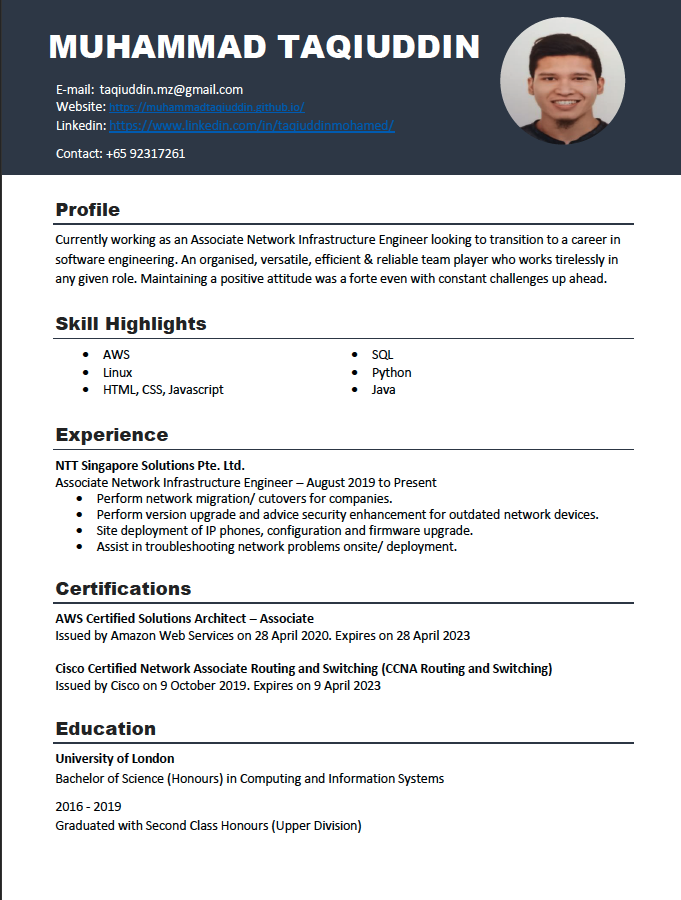 MUHAMMAD TAQIUDDIN
E-mail: taqiuddin.mz@gmail.com
Website: https://muhammadtaqiuddin.github.io/
Linkedin: https://www.linkedin.com/in/taqiuddinmohamed/
Contact: +65 92317261
Profile
Currently working as an Associate Network Infrastructure Engineer looking to transition to a career in
software engineering. An organised, versatile, efficient & reliable team player who works tirelessly in
any given role. Maintaining a positive attitude was a forte even with constant challenges up ahead.
Skill Highlights
• AWS
• Linux
• HTML, CSS, Javascript
• SQL
• Python
• Java
Experience
NTT Singapore Solutions Pte. Ltd.
Associate Network Infrastructure Engineer – August 2019 to Present
• Perform network migration/ cutovers for companies.
• Perform version upgrade and advice security enhancement for outdated network devices.
• Site deployment of IP phones, configuration and firmware upgrade.
• Assist in troubleshooting network problems onsite/ deployment.
Certifications
AWS Certified Solutions Architect – Associate
Issued by Amazon Web Services on 28 April 2020. Expires on 28 April 2023
Cisco Certified Network Associate Routing and Switching (CCNA Routing and Switching)
Issued by Cisco on 9 October 2019. Expires on 9 April 2023
Education
University of London
Bachelor of Science (Honours) in Computing and Information Systems
2016 - 2019
Graduated with Second Class Honours (Upper Division)